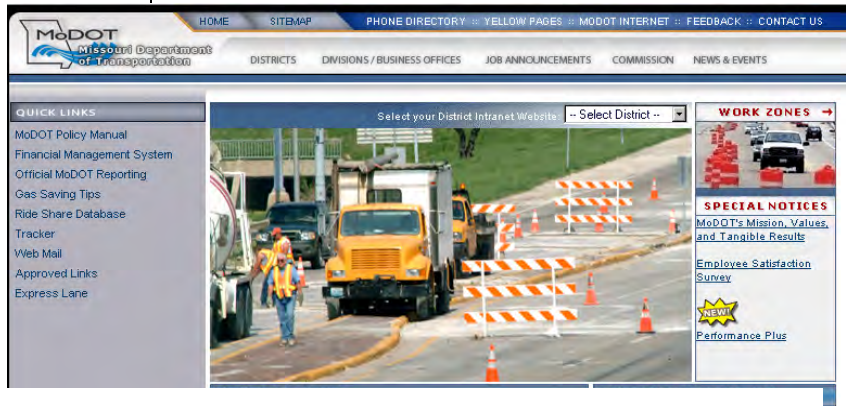 HOME SITEMAP PHONE DIRECTORY :: YELLOW PAGES :: MODOT INTERNET :: FEEDBACK :: CONTACT US
MoDOT
Missouri Department
of Transportation
DISTRICTS DIVISIONS / BUSINESS OFFICES JOB ANNOUNCEMENTS COMMISSION NEWS & EVENTS
QUICK LINKS
MoDOT Policy Manual
Financial Management System
Official MoDOT Reporting
Gas Saving Tips
Ride Share Database
Tracker
Web Mail
Approved Links
Express Lane
Select your District Intranet Website: -- Select District --
WORK ZONES →
SPECIAL NOTICES
MoDOT's Mission, Values,
and Tangible Results
Employee Satisfaction
Survey
NEW!
Performance Plus